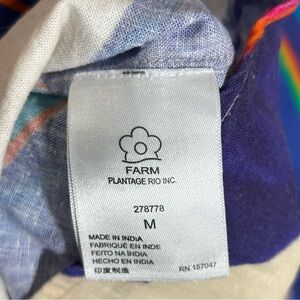 FARM
PLANTAGE RIO INC.
278778
M
MADE IN INDIA
FABRIQUÉ EN INDE
FEITO NA ÍNDIA
HECHO EN INDIA
印度制造
RN 157047